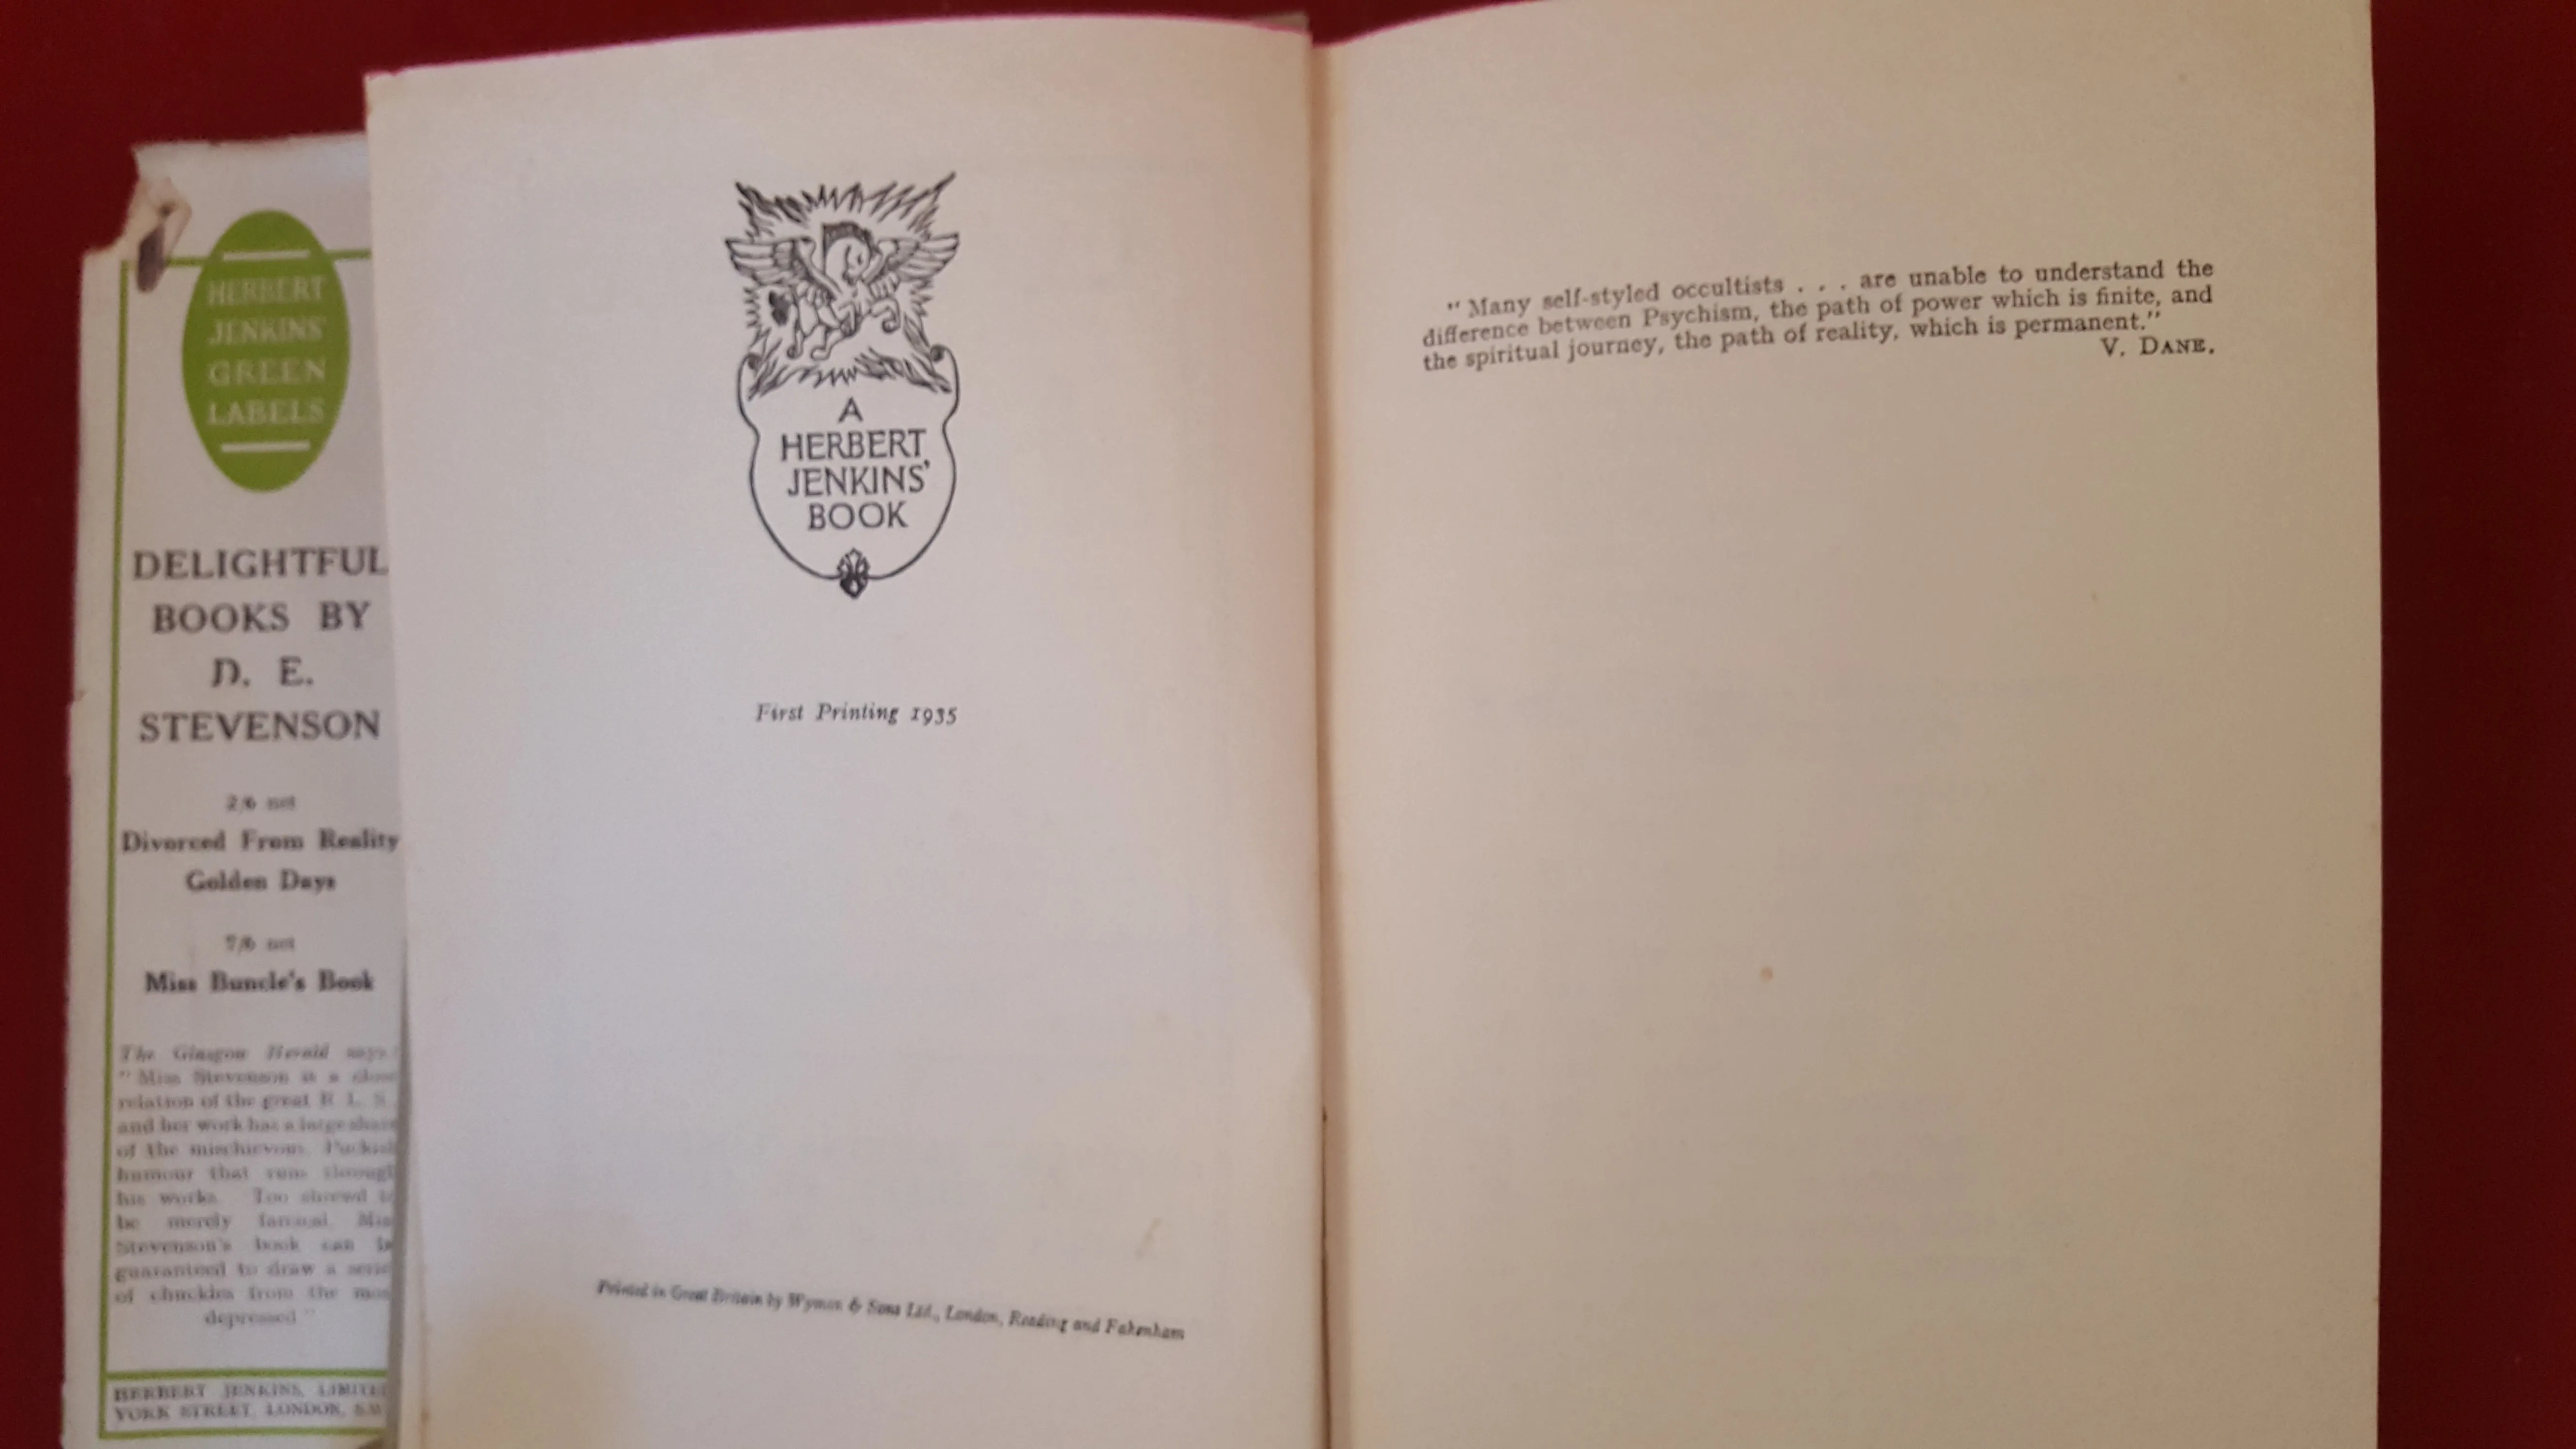 HERBERT
JENKINS'
GREEN
LABELS
DELIGHTFUL
BOOKS BY
D. E.
STEVENSON
2/6 net
Divorced From Reality
Golden Days
7/6 net
Miss Buncle's Book
The Glasgow Herald says:
" Miss Stevenson is a close
relation of the great R. L. S.
and her work has a large share
of the mischievous, Puckish
humour that runs through
his works. Too shrewd to
be merely farcical, Miss
Stevenson's book can be
guaranteed to draw a series
of chuckles from the most
depressed "
HERBERT JENKINS, LIMITED
YORK STREET, LONDON, S.W.
A
HERBERT
JENKINS'
BOOK
First Printing 1935
Printed in Great Britain by Wyman & Sons Ltd., London, Reading and Fakenham
" Many self-styled occultists . . . are unable to understand the
difference between Psychism, the path of power which is finite, and
the spiritual journey, the path of reality, which is permanent."
V. DANE.